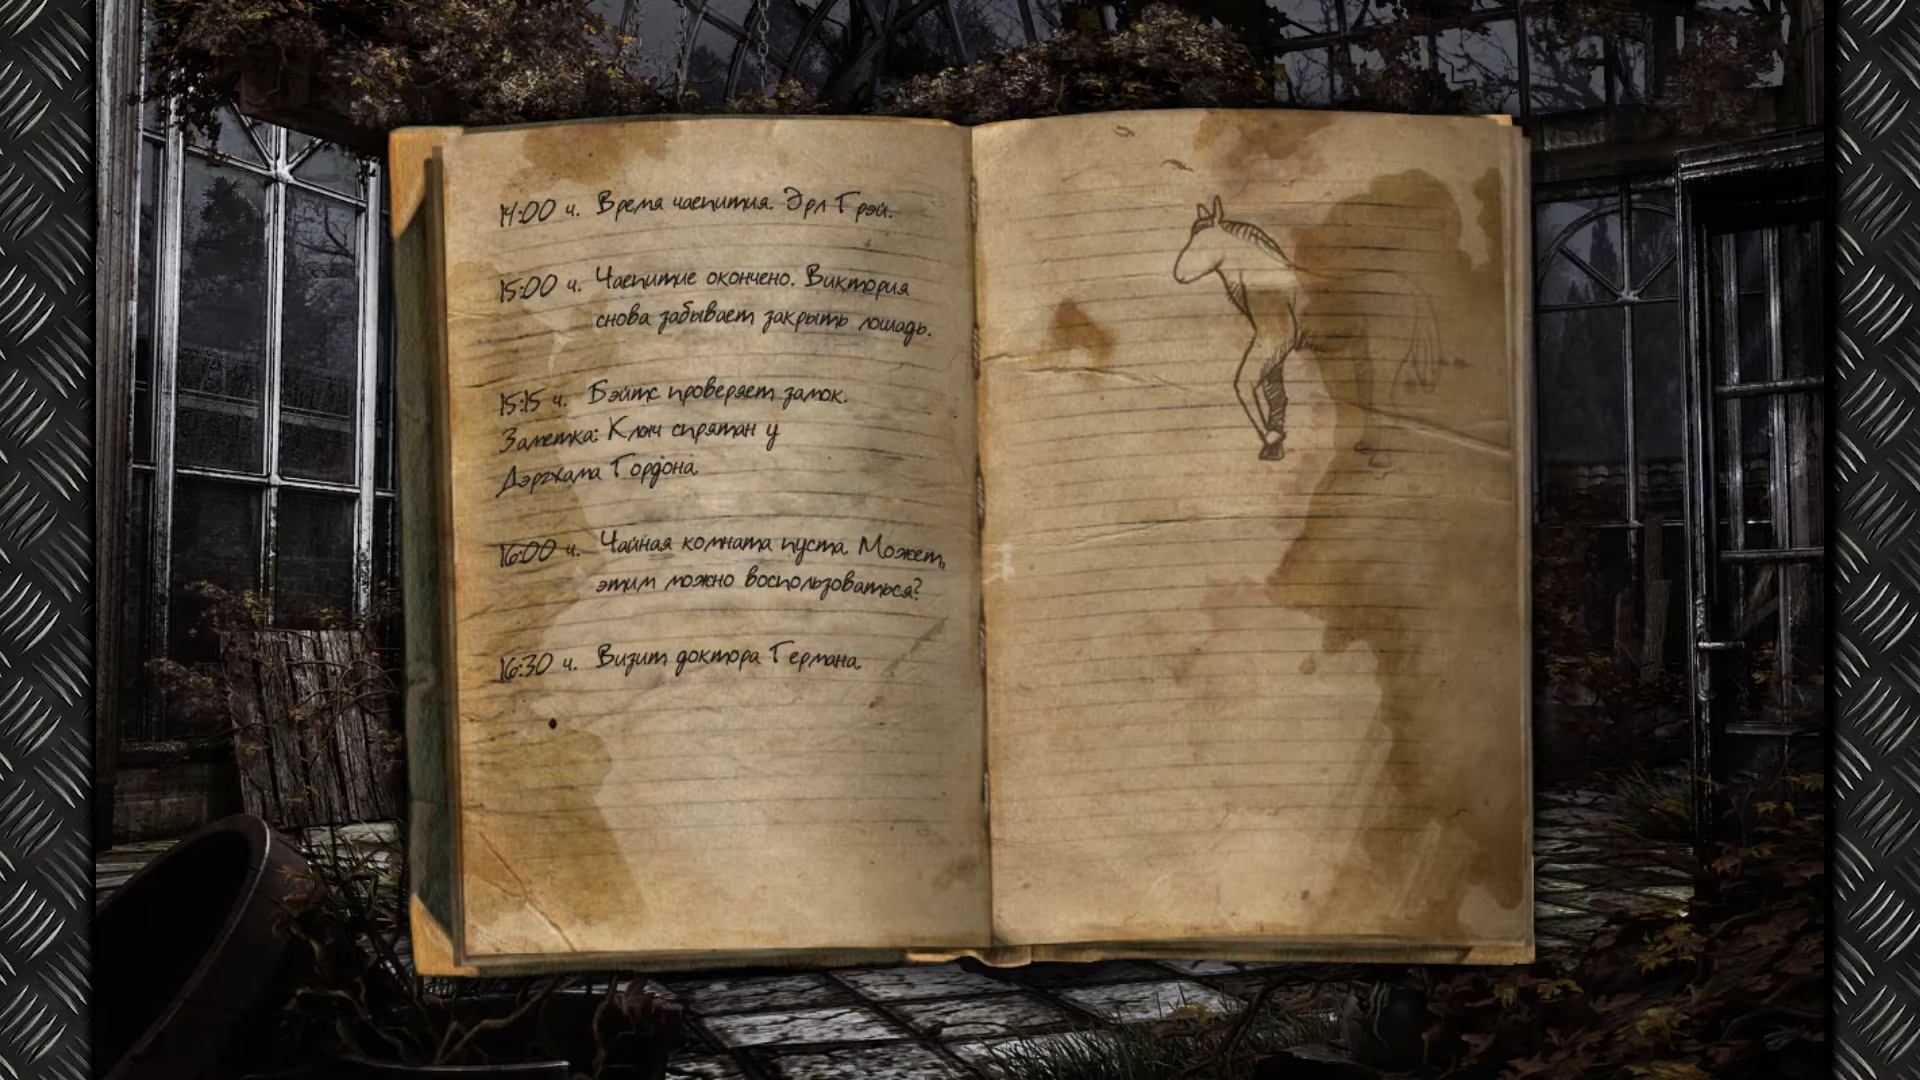 14:00 ч. Время чаепития. Эрл Грэй.
15:00 ч. Чаепитие окончено. Виктория
снова забывает закрыть лошадь.
15:15 ч. Бэйтс проверяет замок.
Заметка: Ключ спрятан у
Дэргхама Гордона.
16:00 ч. Чайная комната пуста. Может,
этим можно воспользоваться?
16:30 ч. Визит доктора Германа.